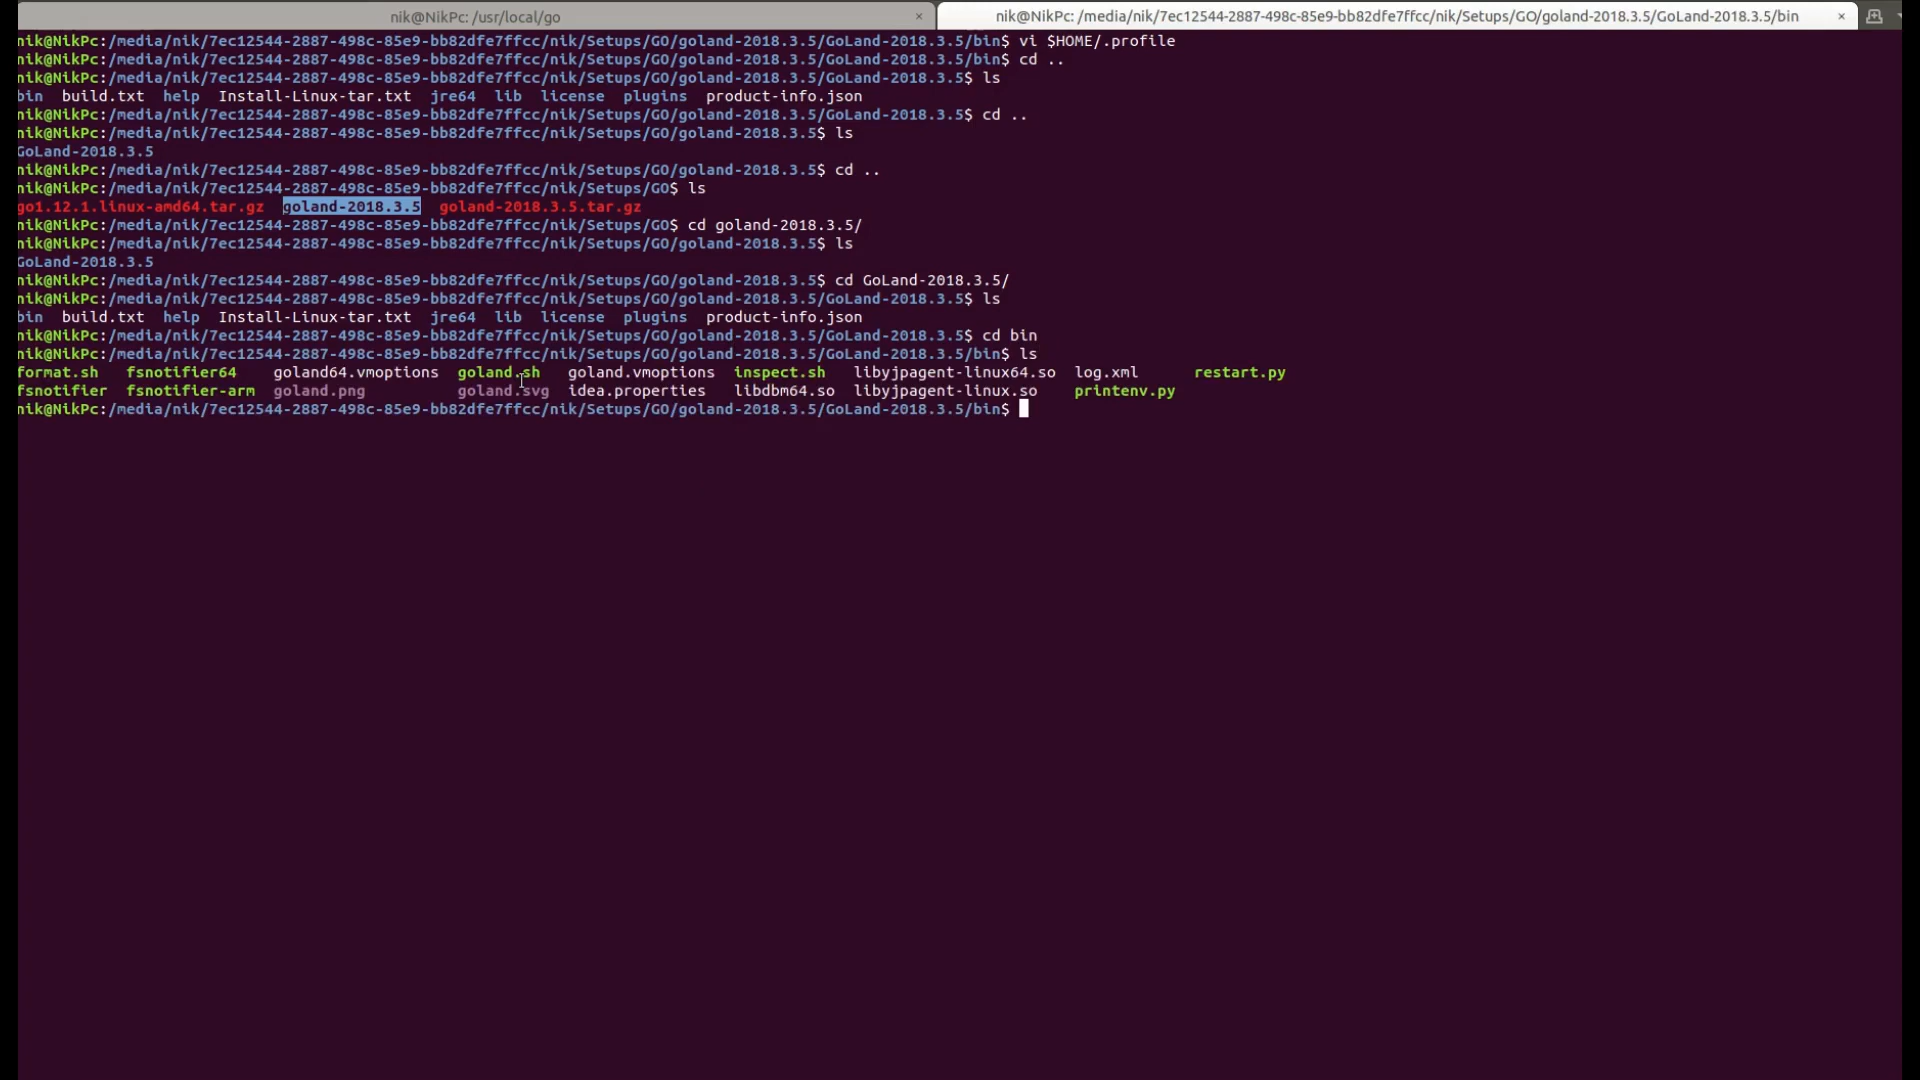 nik@NikPc: /usr/local/go × nik@NikPc: /media/nik/7ec12544-2887-498c-85e9-bb82dfe7ffcc/nik/Setups/GO/goland-2018.3.5/GoLand-2018.3.5/bin ×
nik@NikPc:/media/nik/7ec12544-2887-498c-85e9-bb82dfe7ffcc/nik/Setups/GO/goland-2018.3.5/GoLand-2018.3.5/bin$ vi $HOME/.profile
nik@NikPc:/media/nik/7ec12544-2887-498c-85e9-bb82dfe7ffcc/nik/Setups/GO/goland-2018.3.5/GoLand-2018.3.5/bin$ cd ..
nik@NikPc:/media/nik/7ec12544-2887-498c-85e9-bb82dfe7ffcc/nik/Setups/GO/goland-2018.3.5/GoLand-2018.3.5$ ls
bin build.txt help Install-Linux-tar.txt jre64 lib license plugins product-info.json
nik@NikPc:/media/nik/7ec12544-2887-498c-85e9-bb82dfe7ffcc/nik/Setups/GO/goland-2018.3.5/GoLand-2018.3.5$ cd ..
nik@NikPc:/media/nik/7ec12544-2887-498c-85e9-bb82dfe7ffcc/nik/Setups/GO/goland-2018.3.5$ ls
GoLand-2018.3.5
nik@NikPc:/media/nik/7ec12544-2887-498c-85e9-bb82dfe7ffcc/nik/Setups/GO/goland-2018.3.5$ cd ..
nik@NikPc:/media/nik/7ec12544-2887-498c-85e9-bb82dfe7ffcc/nik/Setups/GO$ ls
go1.12.1.linux-amd64.tar.gz goland-2018.3.5 goland-2018.3.5.tar.gz
nik@NikPc:/media/nik/7ec12544-2887-498c-85e9-bb82dfe7ffcc/nik/Setups/GO$ cd goland-2018.3.5/
nik@NikPc:/media/nik/7ec12544-2887-498c-85e9-bb82dfe7ffcc/nik/Setups/GO/goland-2018.3.5$ ls
GoLand-2018.3.5
nik@NikPc:/media/nik/7ec12544-2887-498c-85e9-bb82dfe7ffcc/nik/Setups/GO/goland-2018.3.5$ cd GoLand-2018.3.5/
nik@NikPc:/media/nik/7ec12544-2887-498c-85e9-bb82dfe7ffcc/nik/Setups/GO/goland-2018.3.5/GoLand-2018.3.5$ ls
bin build.txt help Install-Linux-tar.txt jre64 lib license plugins product-info.json
nik@NikPc:/media/nik/7ec12544-2887-498c-85e9-bb82dfe7ffcc/nik/Setups/GO/goland-2018.3.5/GoLand-2018.3.5$ cd bin
nik@NikPc:/media/nik/7ec12544-2887-498c-85e9-bb82dfe7ffcc/nik/Setups/GO/goland-2018.3.5/GoLand-2018.3.5/bin$ ls
format.sh fsnotifier64 goland64.vmoptions goland.sh goland.vmoptions inspect.sh libyjpagent-linux64.so log.xml restart.py
fsnotifier fsnotifier-arm goland.png goland.svg idea.properties libdbm64.so libyjpagent-linux.so printenv.py
nik@NikPc:/media/nik/7ec12544-2887-498c-85e9-bb82dfe7ffcc/nik/Setups/GO/goland-2018.3.5/GoLand-2018.3.5/bin$